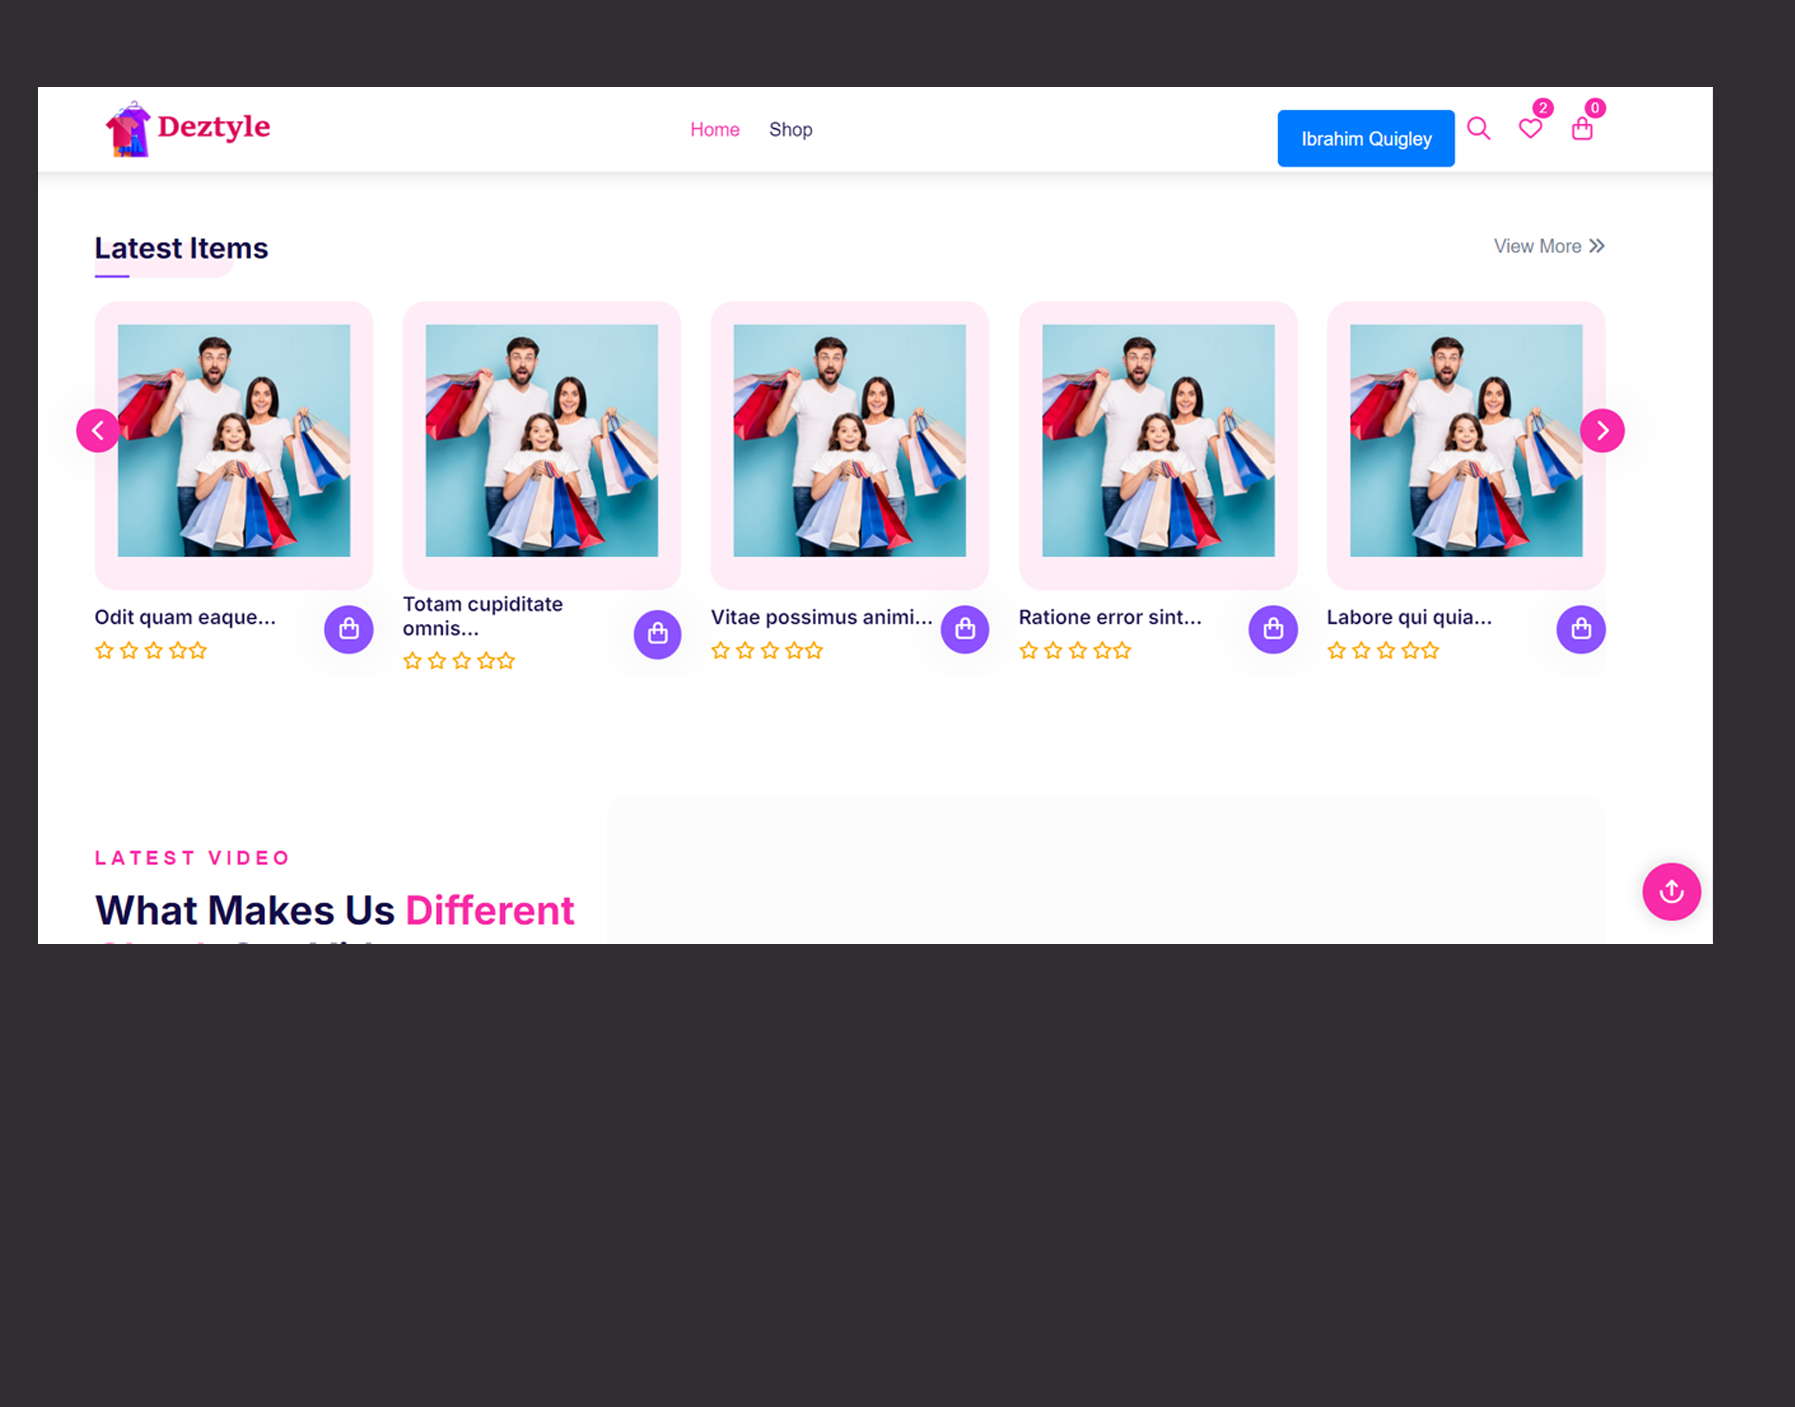 Deztyle
Home
Shop
Ibrahim Quigley
2
0
Latest Items
View More
Odit quam eaque...
Totam cupiditate
omnis...
Vitae possimus animi...
Ratione error sint...
Labore qui quia...
LATEST VIDEO
What Makes Us Different